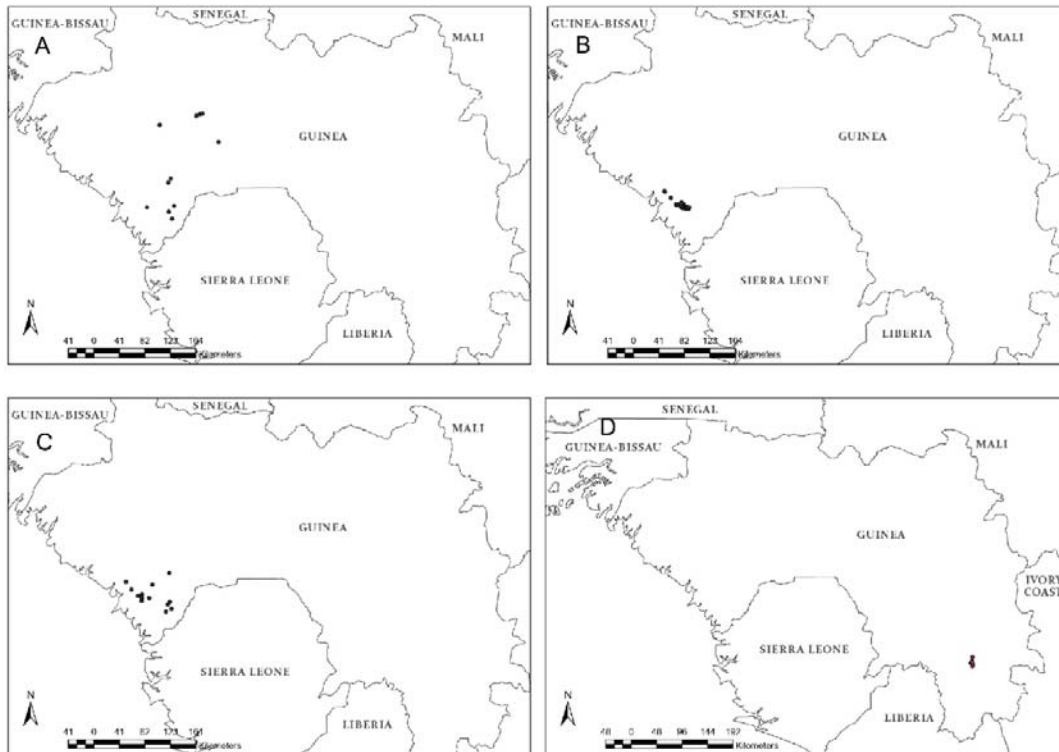 SENEGAL
GUINEA-BISSAU
A
MALI
GUINEA
SIERRA LEONE
N
LIBERIA
41 0 41 82 123 164
Kilometers
SENEGAL
GUINEA-BISSAU
B
MALI
GUINEA
SIERRA LEONE
N
LIBERIA
41 0 41 82 123 164
Kilometers
SENEGAL
GUINEA-BISSAU
C
MALI
GUINEA
SIERRA LEONE
N
LIBERIA
41 0 41 82 123 164
Kilometers
SENEGAL
D
GUINEA-BISSAU
MALI
GUINEA
IVORY
COAST
SIERRA LEONE
N
LIBERIA
48 0 48 96 144 192
Kilometers